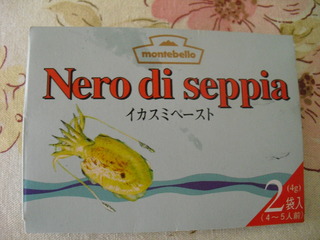 montebello
Nero di seppia
イカスミペースト
2袋入
(4g)
(4〜5人前)